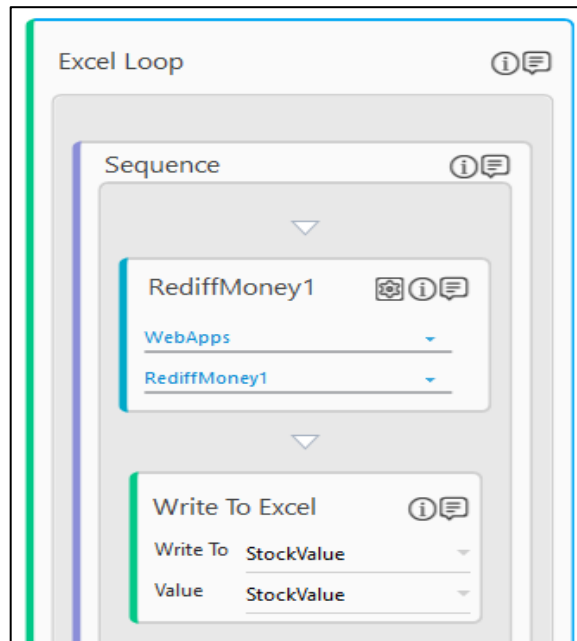 Excel Loop
Sequence
RediffMoney1
WebApps
RediffMoney1
Write To Excel
Write To StockValue
Value StockValue